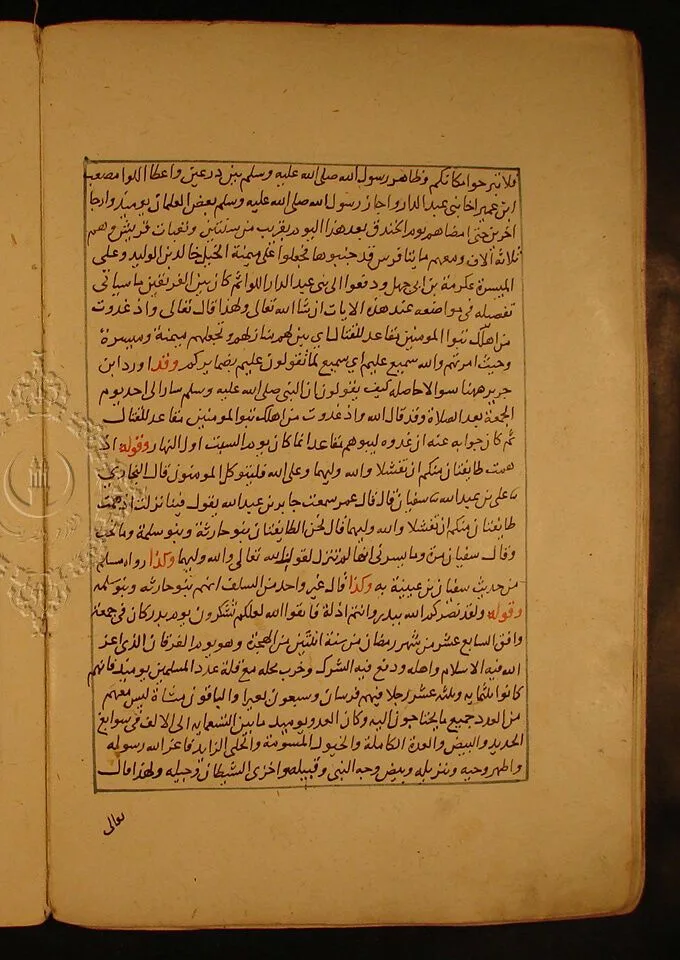 فلا تبرحوا مكانكم وظاهر رسول الله صلى الله عليه وسلم بين درعين واعطا اللوا مصعب
ابن عمير اخا بني عبد الدار واجاز رسول الله صلى الله عليه وسلم بعض الغلمان يوميذ وارجا
اخرين حتى امضاهم يوم الخندق بعد هذا اليوم بقريب من سنتين وتعبات قريش وهم
ثلاثة الاف ومعهم مايتا فرس قد جنبوها فجعلوا على ميمنة الخيل خالد بن الوليد وعلى
الميسرة عكرمة بن ابي جهل ودفعوا الى بني عبد الدار اللوا ثم كان بين الفريقين ما سياتي
تفصيله في مواضعه عند هذه الايات ان شا الله تعالى ولهذا قال تعالى واذ غدوت
من اهلك تبوا المومنين مقاعد للقتال اي بين لهم منازلهم وتجعلهم ميمنة وميسرة
وحيث امرتهم والله سميع عليم اي سميع لما تقولون عليم بضمايركم وقد اورد ابن
جرير ههنا سوالا حاصله كيف يقولون ان النبي صلى الله عليه وسلم سار الى احد يوم
الجمعة بعد الصلاة وقد قال الله واذ غدوت من اهلك تبوا المومنين مقاعد للقتال
ثم كان جوابه عنه ان غدوه ليبوهم مقاعد انما كان يوم السبت اول النهار وقوله اذ
همت طايفتان منكم ان تفشلا والله وليهما وعلى الله فليتوكل المومنون قال البخاري
نا على بن عبد الله نا سفيان قال قال عمر سمعت جابر بن عبد الله يقول فينا نزلت اذ همت
طايفتان منكم ان تفشلا والله وليهما قال نحن الطايفتان بنو حارثة وبنو سلمة وما نحب
وقال سفيان مرة وما يسرني انها لم تنزل لقول الله تعالى والله وليهما وكذا رواه مسلم
من حديث سفيان بن عيينة به وكذا قال غير واحد من السلف انهم بنو حارثه وبنو سلمه
وقوله ولقد نصركم الله ببدر وانتم اذلة فاتقوا الله لعلكم تشكرون يوم بدر كان في جمعة
وافق السابع عشر من شهر رمضان من سنة اثنتين من الهجرة وهو يوم الفرقان الذي اعز
الله فيه الاسلام واهله ودمغ فيه الشرك وخرب محله مع قلة عدد المسلمين يوميذ فانهم
كانوا ثلثمايه وثلثه عشر رجلا فيهم فرسان وسبعون بعيرا والباقون مشاة ليس معهم
من العدد جميع ما يحتاجون اليه وكان العدو يوميد ما بين التسعمايه الى الالف في سوابغ
الحديد والبيض والعدة الكاملة والخيول المسومة والحلي الزايد فاعز الله رسوله
واظهر وحيه وتنزيله وبيض وجه النبي وقبيله واخزى الشيطان وجيله ولهذا قال
تعالى